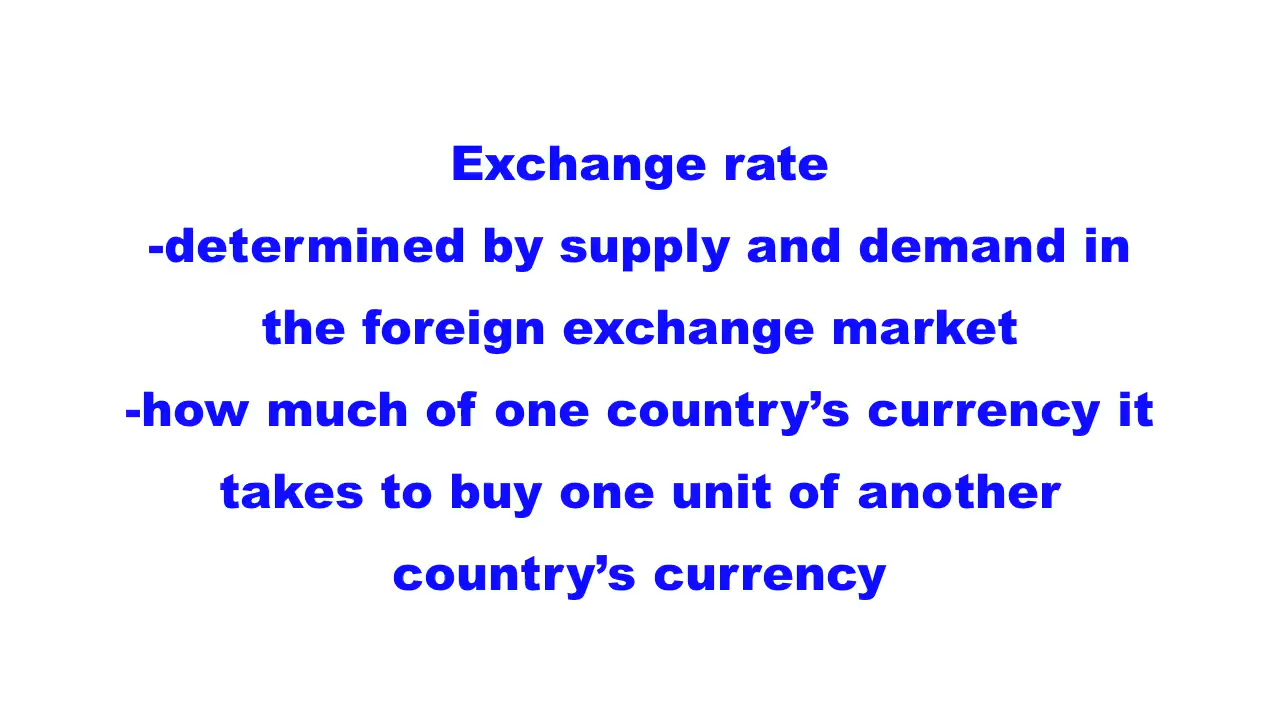 Exchange rate
-determined by supply and demand in
the foreign exchange market
-how much of one country’s currency it
takes to buy one unit of another
country’s currency